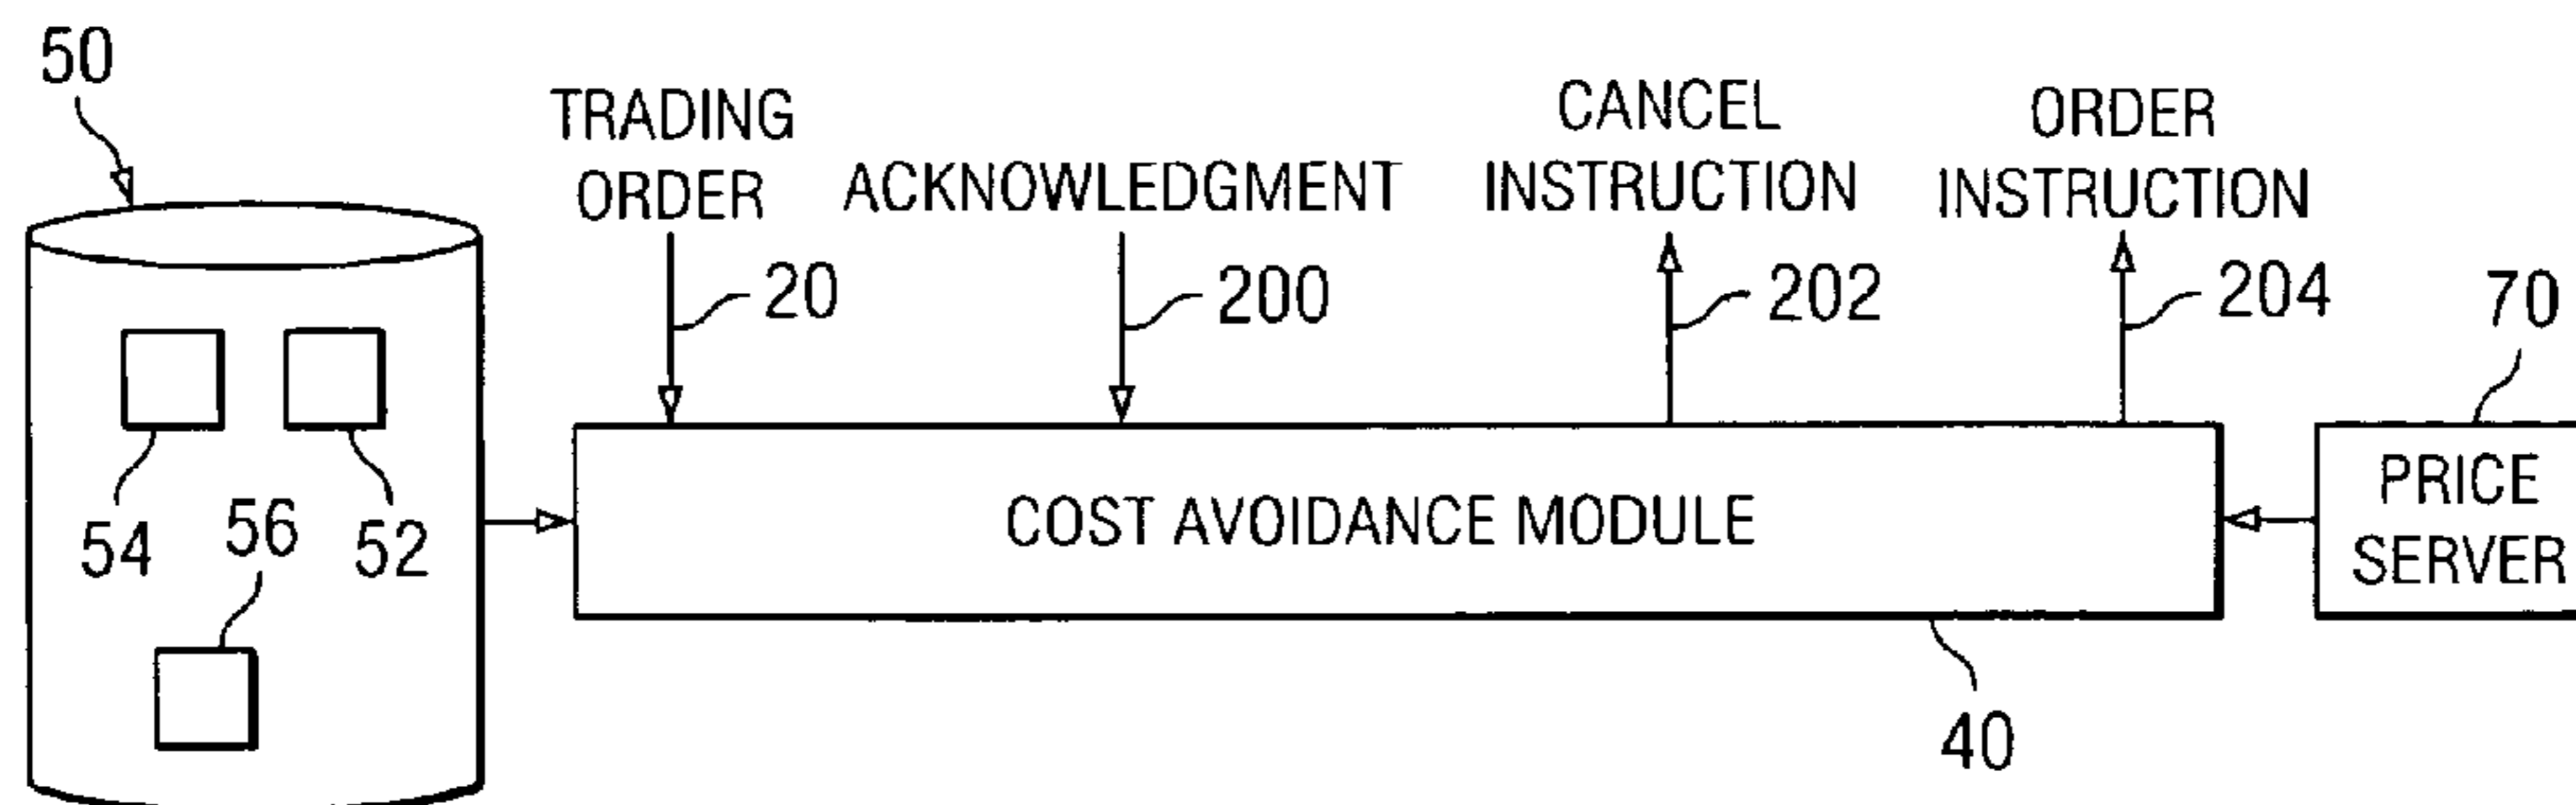 50
TRADING
ORDER
ACKNOWLEDGMENT
CANCEL
INSTRUCTION
ORDER
INSTRUCTION
20
200
202
204
70
54
56
52
COST AVOIDANCE MODULE
PRICE
SERVER
40